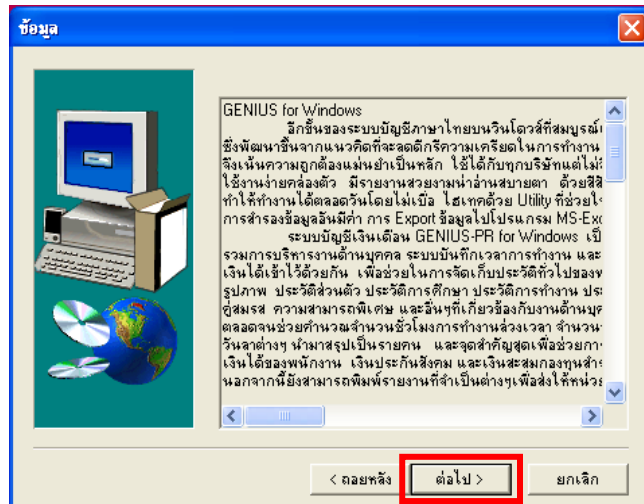 ข้อมูล
GENIUS for Windows
อีกขั้นของระบบบัญชีภาษาไทยบนวินโดวส์ที่สมบูรณ์
ซึ่งพัฒนาขึ้นจากแนวคิดที่จะลดดีกรีความเครียดในการทำงาน
จึงเน้นความถูกต้องแม่นยำเป็นหลัก ใช้ได้กับทุกบริษัทแต่ไม่
ใช้งานง่ายคล่องตัว มีรายงานสวยงามน่าอ่านสบายตา ด้วยสีสั
ทำให้ทำงานได้ตลอดวันโดยไม่เบื่อ ไฮเทคด้วย Utility ที่ช่วย
การสำรองข้อมูลอันมีค่า การ Export ข้อมูลไปโปรแกรม MS-Exc
ระบบบัญชีเงินเดือน GENIUS-PR for Windows เป็
รวมการบริหารงานด้านบุคคล ระบบบันทึกเวลาการทำงาน และ
เงินได้เข้าไว้ด้วยกัน เพื่อช่วยในการจัดเก็บประวัติทั่วไปของพ
รูปภาพ ประวัติส่วนตัว ประวัติการศึกษา ประวัติการทำงาน ประ
คู่สมรส ความสามารถพิเศษ และอื่นๆที่เกี่ยวข้องกับงานด้านบุค
ตลอดจนช่วยคำนวณจำนวนชั่วโมงการทำงานล่วงเวลา จำนวน
วันลาต่างๆ นำมาสรุปเป็นรายคน และจุดสำคัญสุดเพื่อช่วยกา
เงินได้ของพนักงาน เงินประกันสังคม และเงินสะสมกองทุนสำ
นอกจากนี้ยังสามารถพิมพ์รายงานที่จำเป็นต่างๆเพื่อส่งให้หน่วย
< ถอยหลัง ต่อไป > ยกเลิก